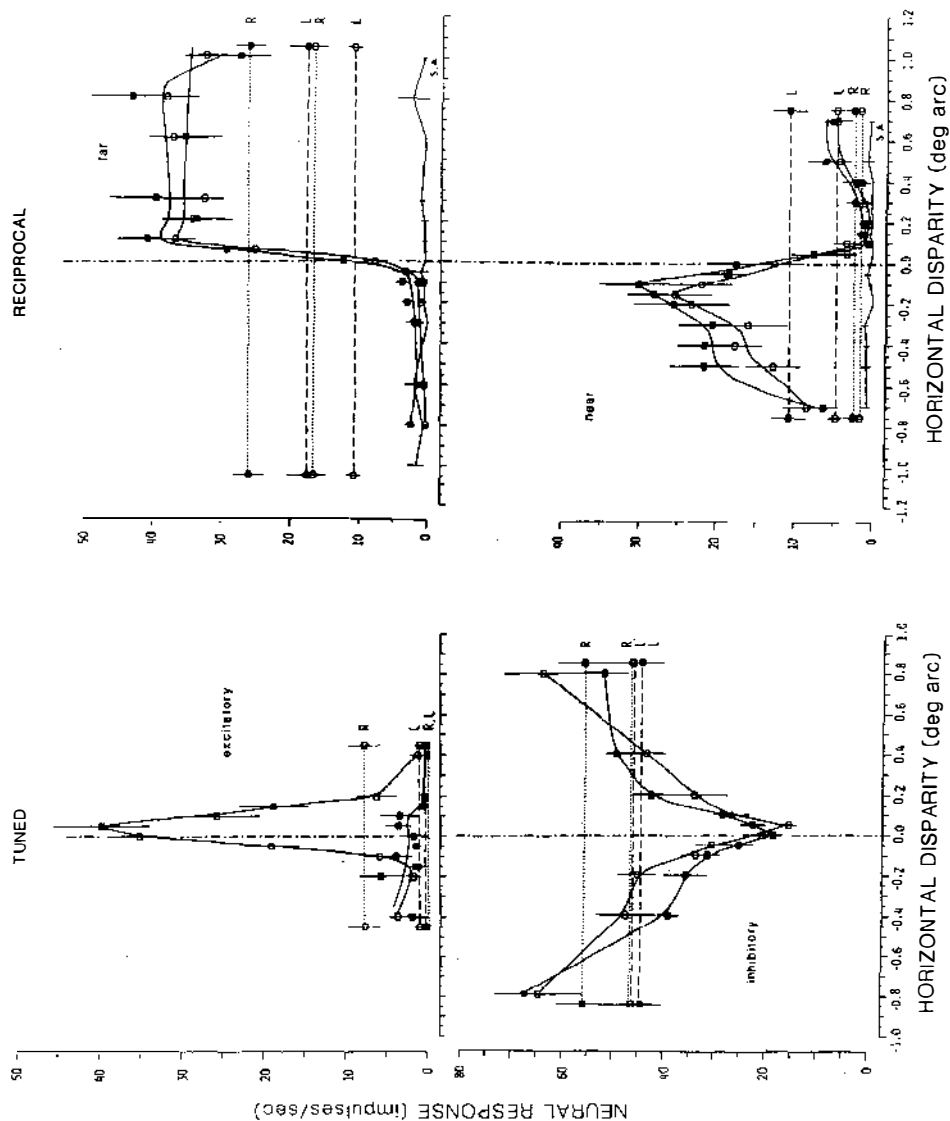 TUNED
RECIPROCAL
NEURAL RESPONSE (impulses/sec)
50
40
30
20
10
0
excitatory
R
L
R,L
50
40
30
20
10
0
far
R
L
R
L
S.A
80
60
40
20
0
inhibitory
R
R
L
L
-1.0 -0.8 -0.6 -0.4 -0.2 0.0 0.2 0.4 0.6 0.8 1.0
HORIZONTAL DISPARITY (deg arc)
40
30
20
10
0
near
L
L
R
R
S.A
-1.2 -1.0 -0.8 -0.6 -0.4 -0.2 0.0 0.2 0.4 0.6 0.8 1.0 1.2
HORIZONTAL DISPARITY (deg arc)